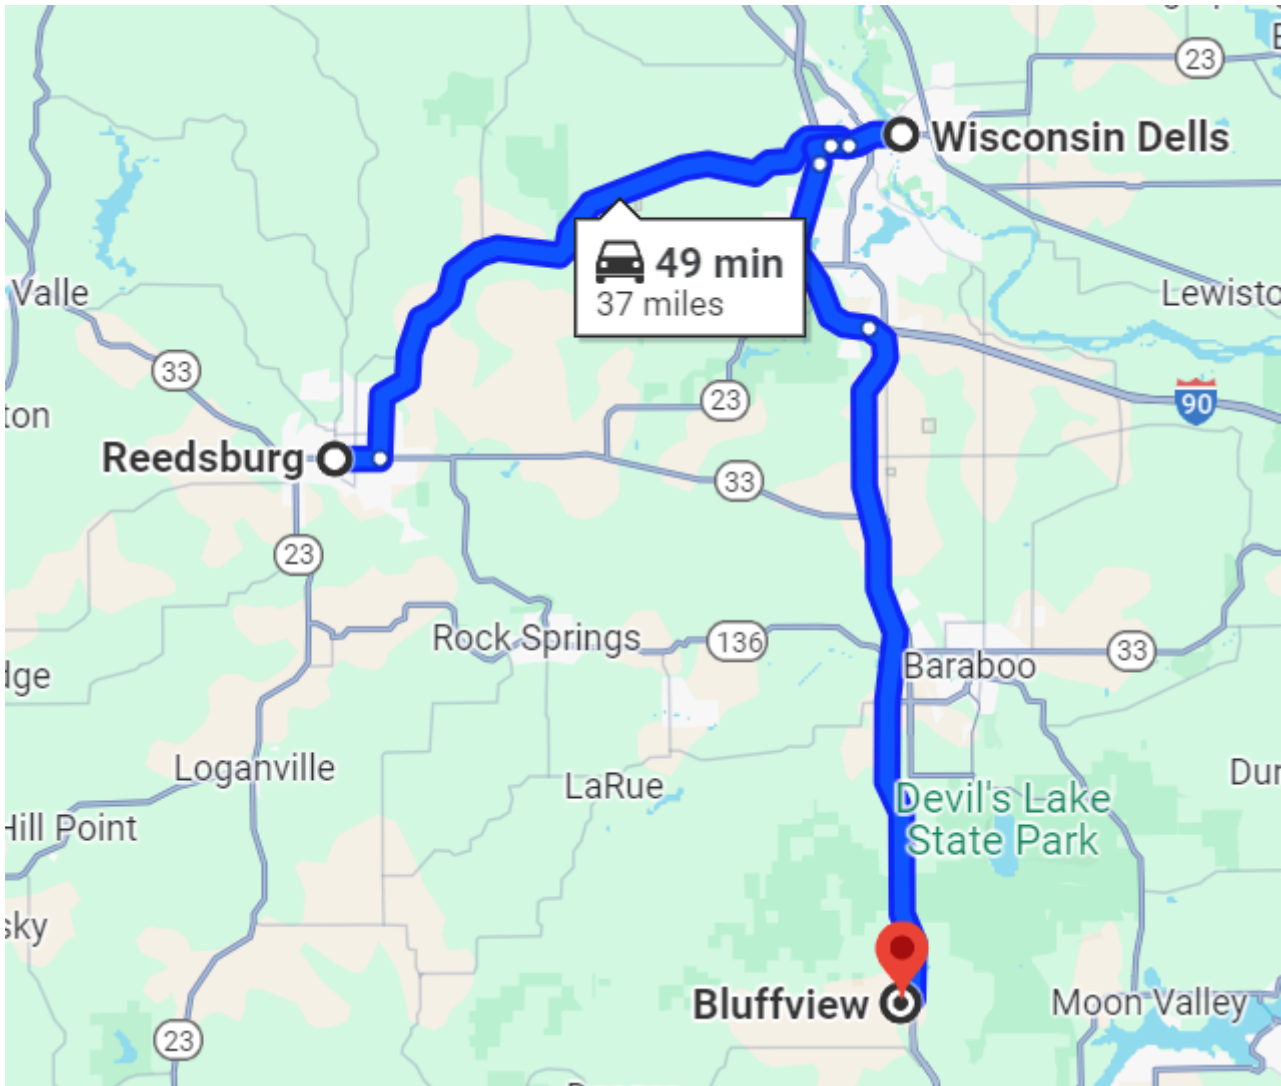 23
Wisconsin Dells
49 min
37 miles
Valle
Lewisto
33
23
90
ton
Reedsburg
33
23
Rock Springs
136
33
Baraboo
dge
Loganville
LaRue
Dur
Devil's Lake
State Park
Hill Point
sky
Bluffview
Moon Valley
23